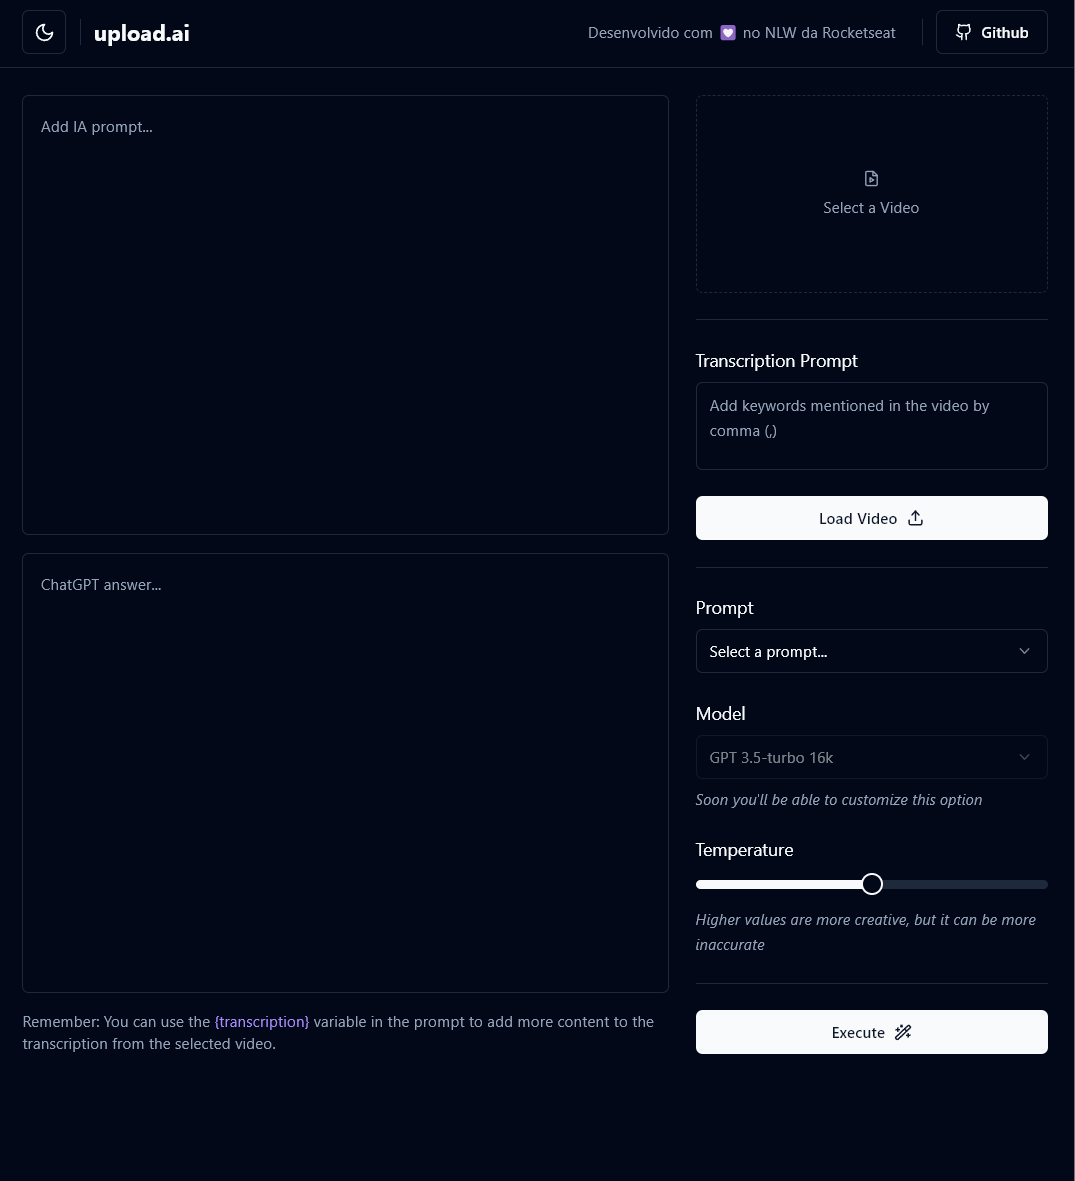 upload.ai
Desenvolvido com 💜 no NLW da Rocketseat
Github
Add IA prompt...
ChatGPT answer...
Remember: You can use the {transcription} variable in the prompt to add more content to the
transcription from the selected video.
Select a Video
Transcription Prompt
Add keywords mentioned in the video by
comma (,)
Load Video
Prompt
Select a prompt...
Model
GPT 3.5-turbo 16k
Soon you'll be able to customize this option
Temperature
Higher values are more creative, but it can be more
inaccurate
Execute